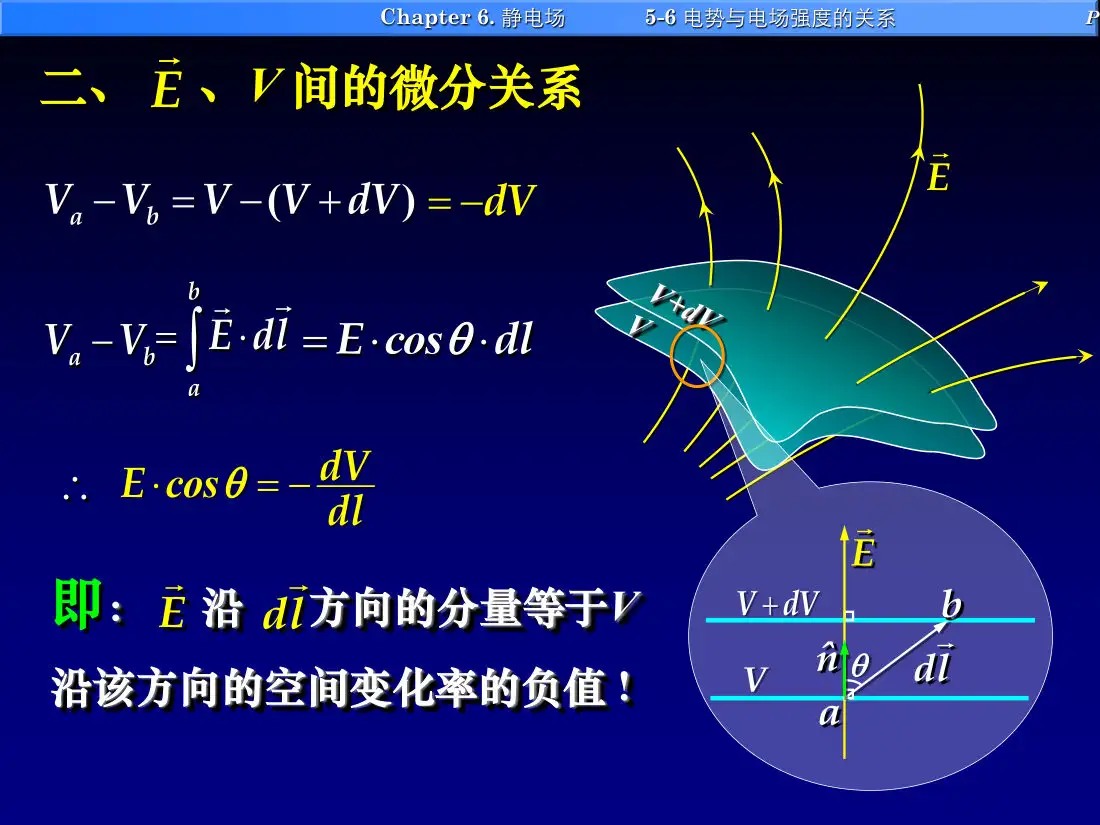 Chapter 6. 静电场 5-6 电势与电场强度的关系 P
二、 E⃗ 、V 间的微分关系
Vₐ − V_b = V − (V + dV) = −dV
Vₐ − V_b = ∫ₐᵇ E⃗ · dl⃗ = E · cosθ · dl
∴ E · cosθ = − dV/dl
即： E⃗ 沿 dl⃗ 方向的分量等于V
沿该方向的空间变化率的负值！
E⃗
V+dV
V
E⃗
V + dV
b
n̂
θ
dl⃗
V
a